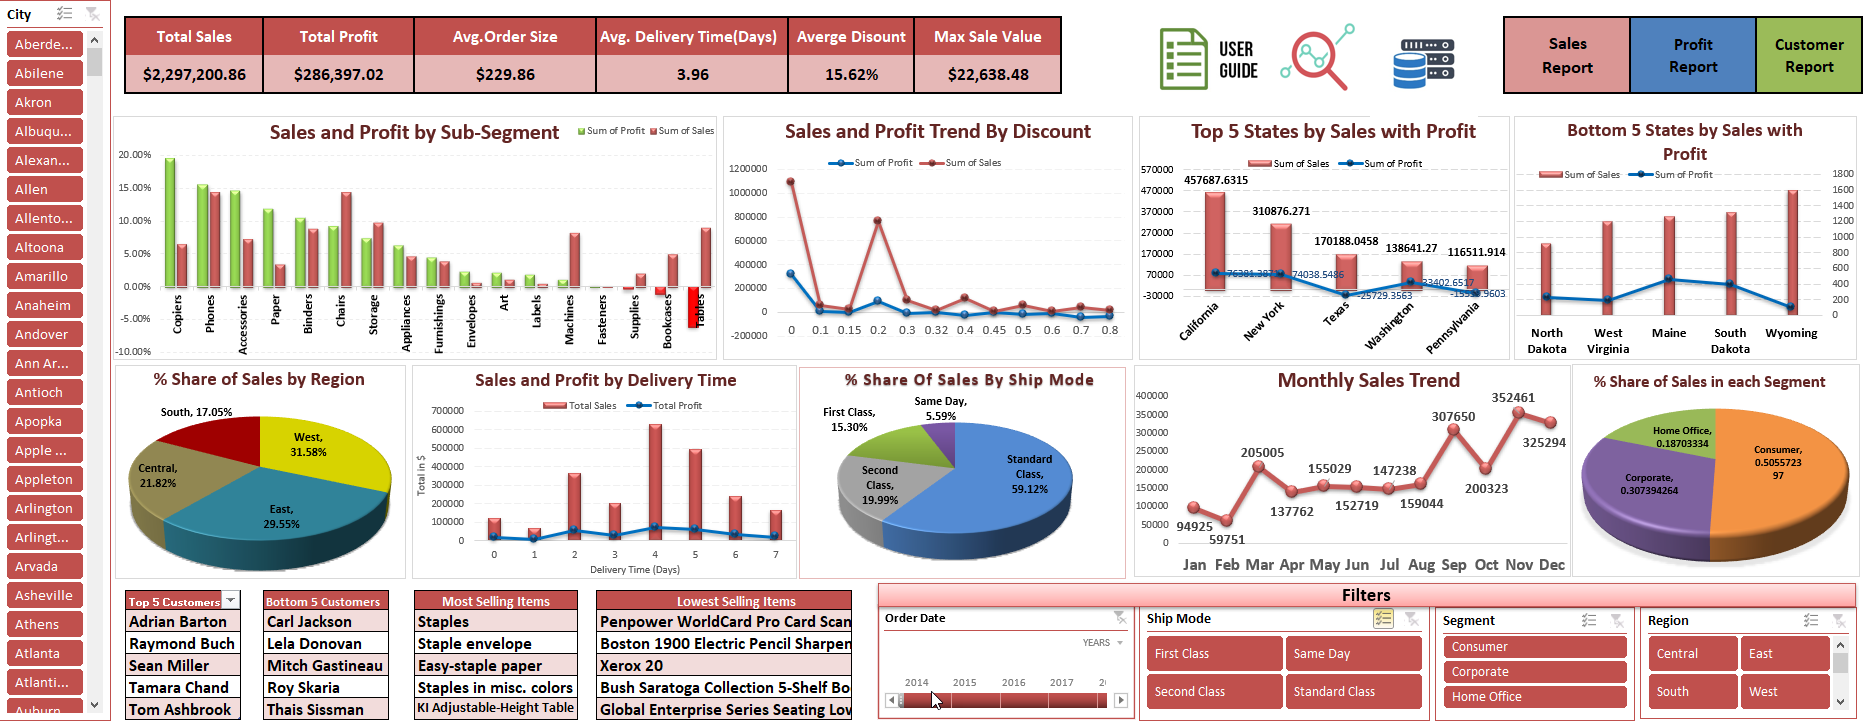 City
Aberde...
Abilene
Akron
Albuqu...
Alexan...
Allen
Allento...
Altoona
Amarillo
Anaheim
Andover
Ann Ar...
Antioch
Apopka
Apple ...
Appleton
Arlington
Arlingt...
Arvada
Asheville
Athens
Atlanta
Atlanti...
Auburn
Total Sales Total Profit Avg.Order Size Avg. Delivery Time(Days) Averge Disount Max Sale Value
$2,297,200.86 $286,397.02 $229.86 3.96 15.62% $22,638.48
USER
GUIDE
Sales
Report
Profit
Report
Customer
Report
Sales and Profit by Sub-Segment
Sum of Profit Sum of Sales
20.00%
15.00%
10.00%
5.00%
0.00%
-5.00%
-10.00%
Copiers Phones Accessories Paper Binders Chairs Storage Appliances Furnishings Envelopes Art Labels Machines Fasteners Supplies Bookcases Tables
Sales and Profit Trend By Discount
Sum of Profit Sum of Sales
1200000
1000000
800000
600000
400000
200000
0
-200000
0 0.1 0.15 0.2 0.3 0.32 0.4 0.45 0.5 0.6 0.7 0.8
Top 5 States by Sales with Profit
Sum of Sales Sum of Profit
570000
470000
370000
270000
170000
70000
-30000
457687.6315
310876.271
170188.0458
138641.27
116511.914
74038.5486
-25729.3563
33402.6517
California New York Texas Washington Pennsylvania
Bottom 5 States by Sales with
Profit
Sum of Sales Sum of Profit
1800
1600
1400
1200
1000
800
600
400
200
0
North
Dakota
West
Virginia
Maine
South
Dakota
Wyoming
% Share of Sales by Region
South, 17.05%
West,
31.58%
Central,
21.82%
East,
29.55%
Sales and Profit by Delivery Time
Total Sales Total Profit
Total in $
700000
600000
500000
400000
300000
200000
100000
0
0 1 2 3 4 5 6 7
Delivery Time (Days)
% Share Of Sales By Ship Mode
Same Day,
5.59%
First Class,
15.30%
Second
Class,
19.99%
Standard
Class,
59.12%
Monthly Sales Trend
400000
350000
300000
250000
200000
150000
100000
50000
0
94925
59751
205005
137762
155029
152719
147238
159044
307650
200323
352461
325294
Jan Feb Mar Apr May Jun Jul Aug Sep Oct Nov Dec
% Share of Sales in each Segment
Home Office,
0.18703334
Consumer,
0.5055723
97
Corporate,
0.307394264
Top 5 Customers
Adrian Barton
Raymond Buch
Sean Miller
Tamara Chand
Tom Ashbrook
Bottom 5 Customers
Carl Jackson
Lela Donovan
Mitch Gastineau
Roy Skaria
Thais Sissman
Most Selling Items
Staples
Staple envelope
Easy-staple paper
Staples in misc. colors
KI Adjustable-Height Table
Lowest Selling Items
Penpower WorldCard Pro Card Scan
Boston 1900 Electric Pencil Sharpen
Xerox 20
Bush Saratoga Collection 5-Shelf Bo
Global Enterprise Series Seating Lov
Filters
Order Date
YEARS
2014 2015 2016 2017
Ship Mode
First Class Same Day
Second Class Standard Class
Segment
Consumer
Corporate
Home Office
Region
Central East
South West